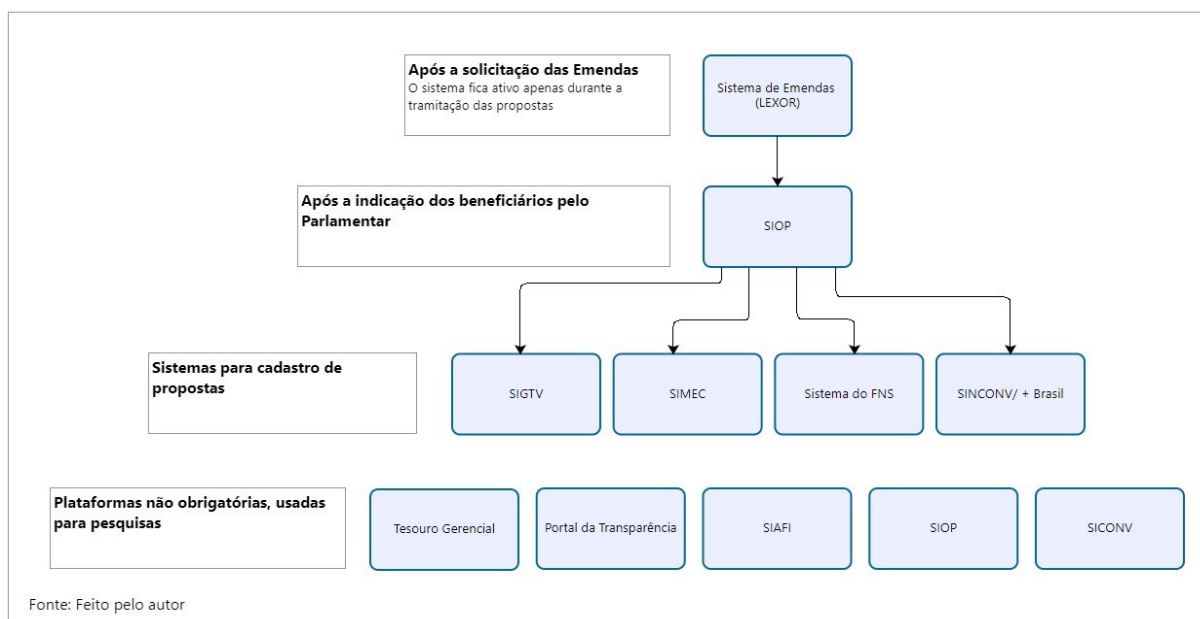 Após a solicitação das Emendas
O sistema fica ativo apenas durante a
tramitação das propostas
Sistema de Emendas
(LEXOR)
Após a indicação dos beneficiários pelo
Parlamentar
SIOP
Sistemas para cadastro de
propostas
SIGTV
SIMEC
Sistema do FNS
SINCONV/ + Brasil
Plataformas não obrigatórias, usadas
para pesquisas
Tesouro Gerencial
Portal da Transparência
SIAFI
SIOP
SICONV
Fonte: Feito pelo autor